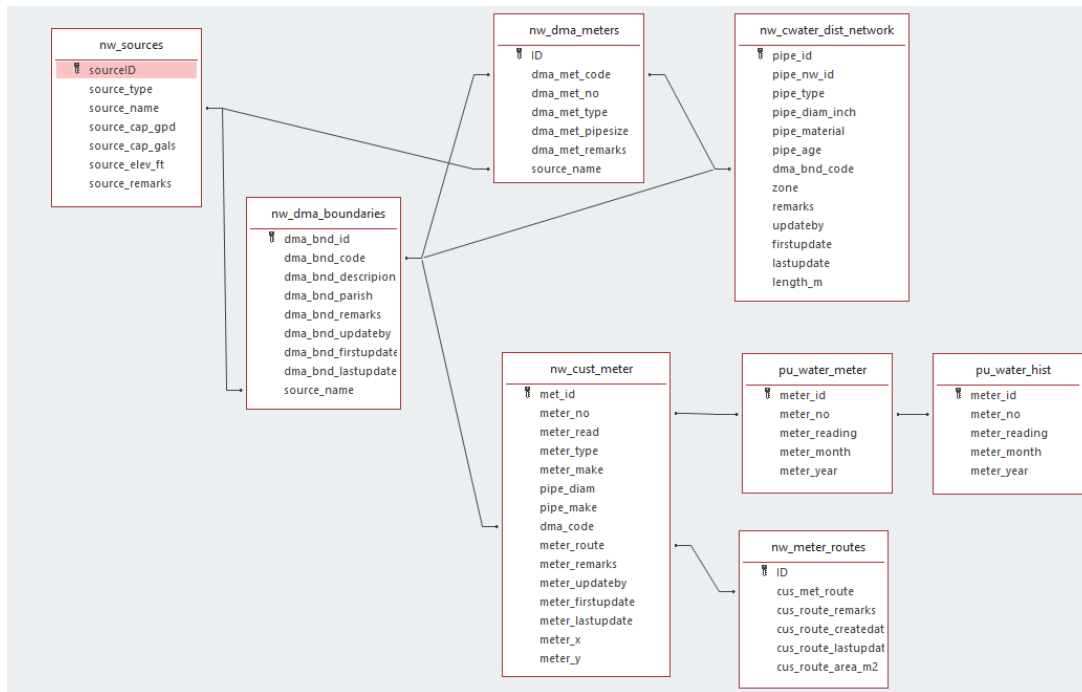 nw_sources
sourceID
source_type
source_name
source_cap_gpd
source_cap_gals
source_elev_ft
source_remarks
nw_dma_boundaries
dma_bnd_id
dma_bnd_code
dma_bnd_descripion
dma_bnd_parish
dma_bnd_remarks
dma_bnd_updateby
dma_bnd_firstupdate
dma_bnd_lastupdate
source_name
nw_dma_meters
ID
dma_met_code
dma_met_no
dma_met_type
dma_met_pipesize
dma_met_remarks
source_name
nw_cwater_dist_network
pipe_id
pipe_nw_id
pipe_type
pipe_diam_inch
pipe_material
pipe_age
dma_bnd_code
zone
remarks
updateby
firstupdate
lastupdate
length_m
nw_cust_meter
met_id
meter_no
meter_read
meter_type
meter_make
pipe_diam
pipe_make
dma_code
meter_route
meter_remarks
meter_updateby
meter_firstupdate
meter_lastupdate
meter_x
meter_y
pu_water_meter
meter_id
meter_no
meter_reading
meter_month
meter_year
pu_water_hist
meter_id
meter_no
meter_reading
meter_month
meter_year
nw_meter_routes
ID
cus_met_route
cus_route_remarks
cus_route_createdat
cus_route_lastupdat
cus_route_area_m2